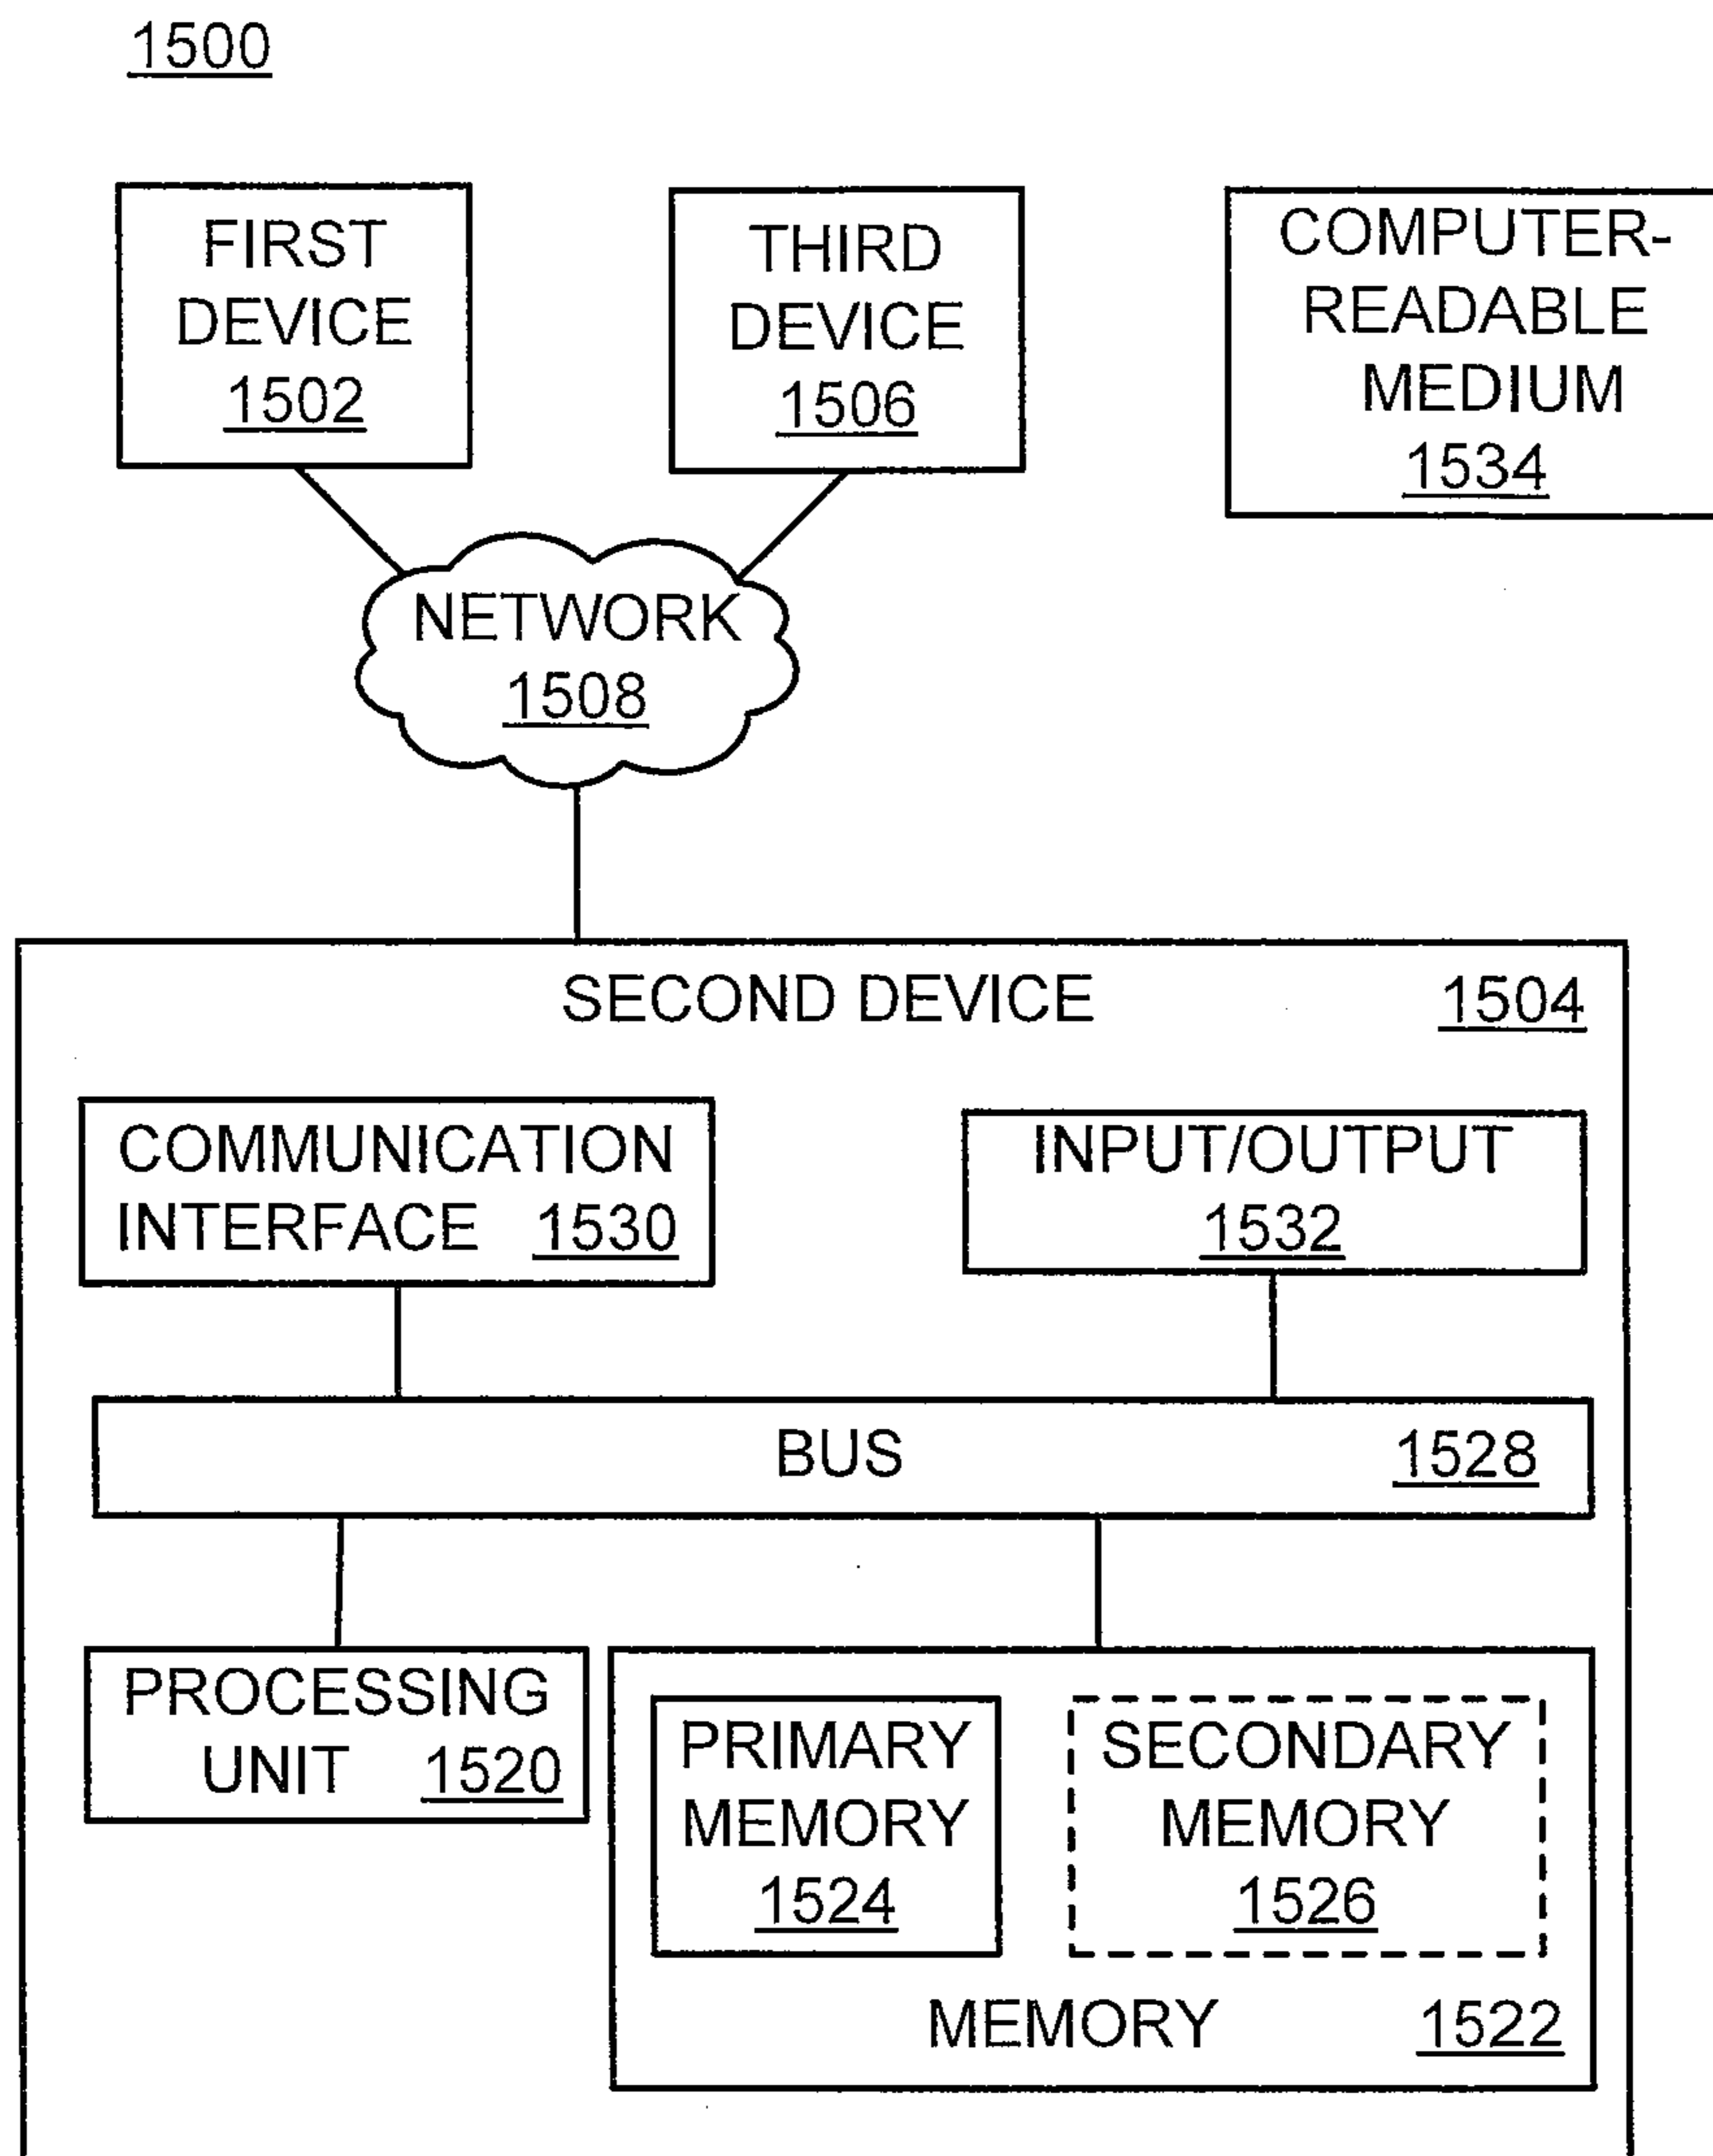 1500
FIRST
DEVICE
1502
THIRD
DEVICE
1506
COMPUTER-
READABLE
MEDIUM
1534
NETWORK
1508
SECOND DEVICE 1504
COMMUNICATION
INTERFACE 1530
INPUT/OUTPUT
1532
BUS 1528
PROCESSING
UNIT 1520
PRIMARY
MEMORY
1524
SECONDARY
MEMORY
1526
MEMORY 1522